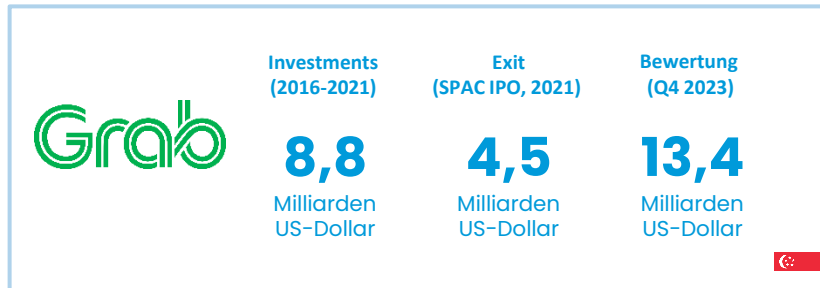 Grab
Investments
(2016-2021)
8,8
Milliarden
US-Dollar
Exit
(SPAC IPO, 2021)
4,5
Milliarden
US-Dollar
Bewertung
(Q4 2023)
13,4
Milliarden
US-Dollar